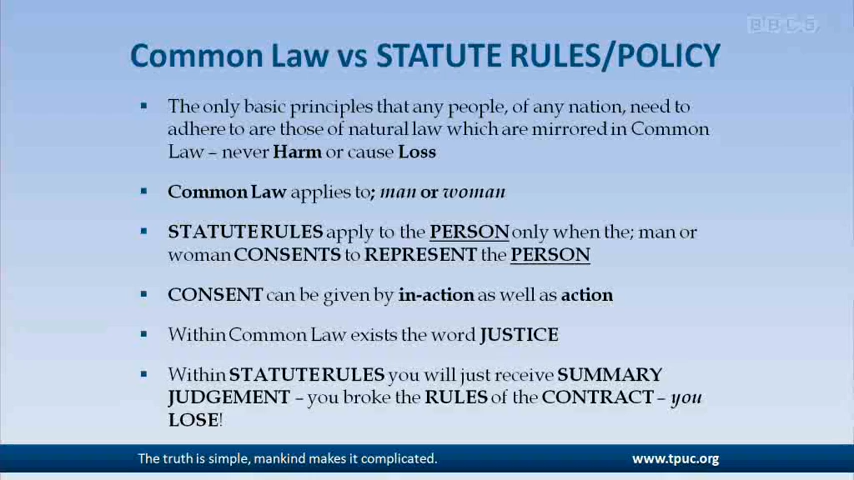 BBC 5
Common Law vs STATUTE RULES/POLICY
▪ The only basic principles that any people, of any nation, need to
adhere to are those of natural law which are mirrored in Common
Law – never Harm or cause Loss
▪ Common Law applies to; man or woman
▪ STATUTE RULES apply to the PERSON only when the; man or
woman CONSENTS to REPRESENT the PERSON
▪ CONSENT can be given by in-action as well as action
▪ Within Common Law exists the word JUSTICE
▪ Within STATUTE RULES you will just receive SUMMARY
JUDGEMENT – you broke the RULES of the CONTRACT – you
LOSE!
The truth is simple, mankind makes it complicated.
www.tpuc.org